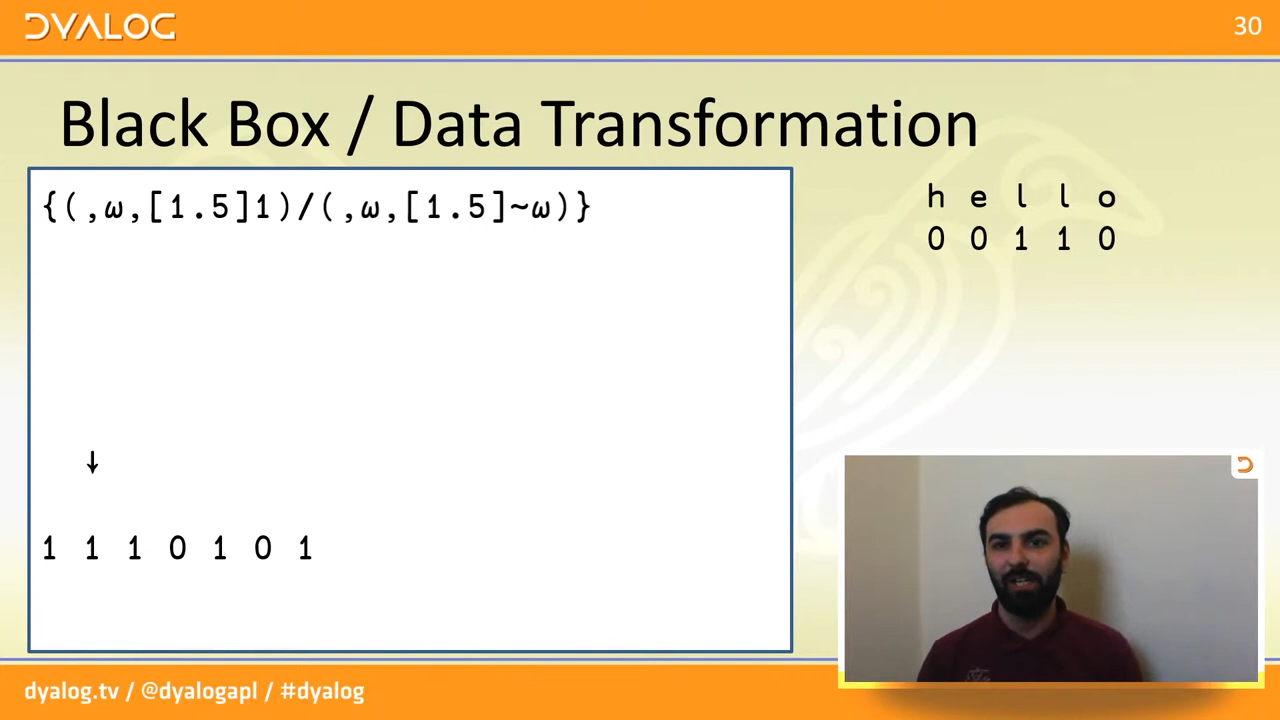 DYALOG
30
Black Box / Data Transformation
{(,⍵,[1.5]1)/(,⍵,[1.5]~⍵)}
h e l l o
0 0 1 1 0
↓
1 1 1 0 1 0 1
dyalog.tv / @dyalogapl / #dyalog